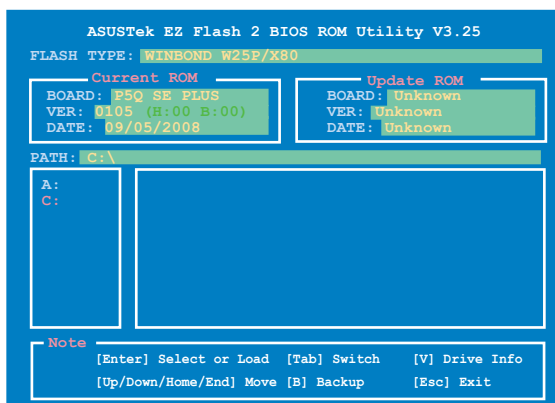 ASUSTek EZ Flash 2 BIOS ROM Utility V3.25
FLASH TYPE: WINBOND W25P/X80
Current ROM
BOARD: P5Q SE PLUS
VER: 0105 (H:00 B:00)
DATE: 09/05/2008
Update ROM
BOARD: Unknown
VER: Unknown
DATE: Unknown
PATH: C:\
A:
C:
Note
[Enter] Select or Load [Tab] Switch [V] Drive Info
[Up/Down/Home/End] Move [B] Backup [Esc] Exit